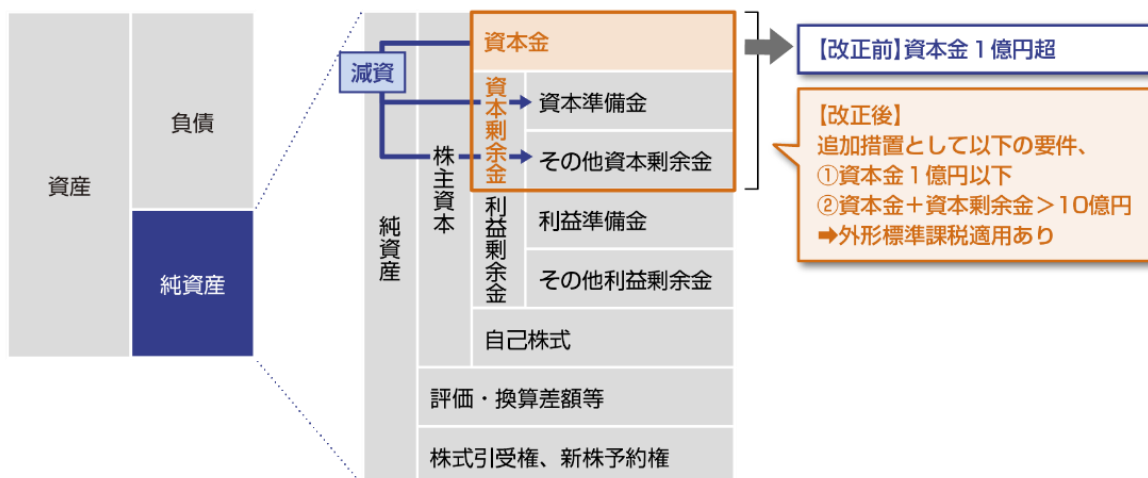 資産
負債
純資産
減資
純資産
株主資本
資本金
資本剰余金
資本準備金
その他資本剰余金
利益剰余金
利益準備金
その他利益剰余金
自己株式
評価・換算差額等
株式引受権、新株予約権
【改正前】資本金1億円超
【改正後】
追加措置として以下の要件、
①資本金1億円以下
②資本金+資本剰余金>10億円
➡外形標準課税適用あり